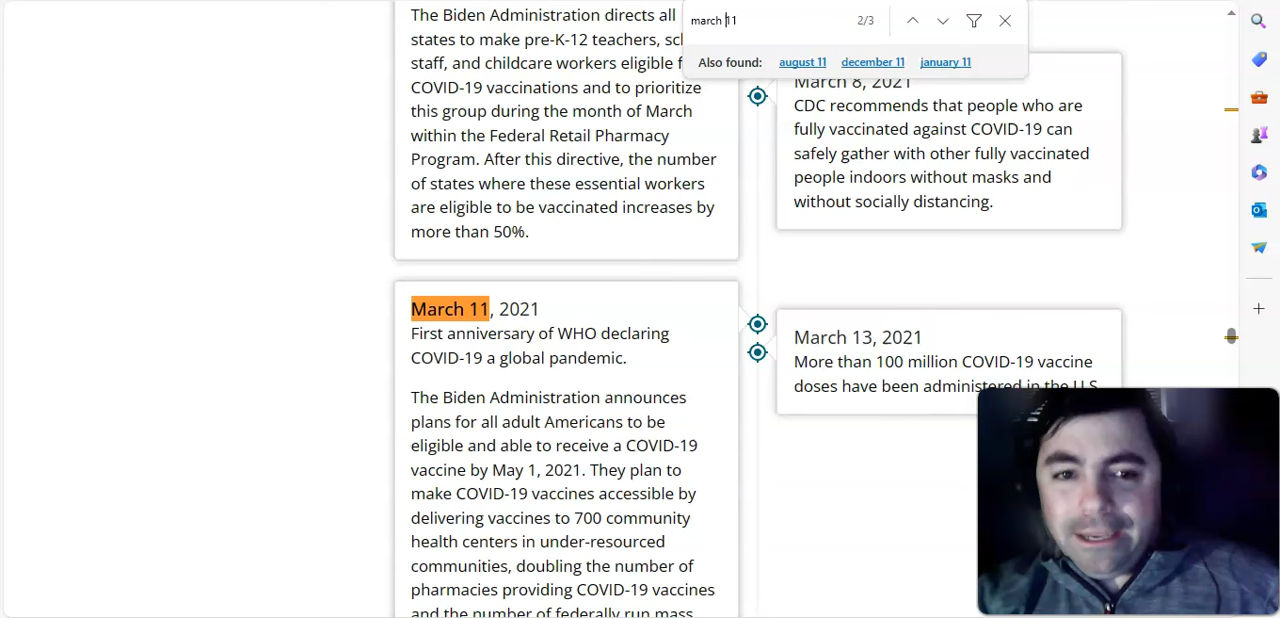 march 11
2/3
Also found: august 11 december 11 january 11
The Biden Administration directs all
states to make pre-K-12 teachers,
staff, and childcare workers eligible
COVID-19 vaccinations and to prioritize
this group during the month of March
within the Federal Retail Pharmacy
Program. After this directive, the number
of states where these essential workers
are eligible to be vaccinated increases by
more than 50%.
March 8, 2021
CDC recommends that people who are
fully vaccinated against COVID-19 can
safely gather with other fully vaccinated
people indoors without masks and
without socially distancing.
March 11, 2021
First anniversary of WHO declaring
COVID-19 a global pandemic.
The Biden Administration announces
plans for all adult Americans to be
eligible and able to receive a COVID-19
vaccine by May 1, 2021. They plan to
make COVID-19 vaccines accessible by
delivering vaccines to 700 community
health centers in under-resourced
communities, doubling the number of
pharmacies providing COVID-19 vaccines
and the number of federally run mass
March 13, 2021
More than 100 million COVID-19 vaccine
doses have been administered in the U.S.